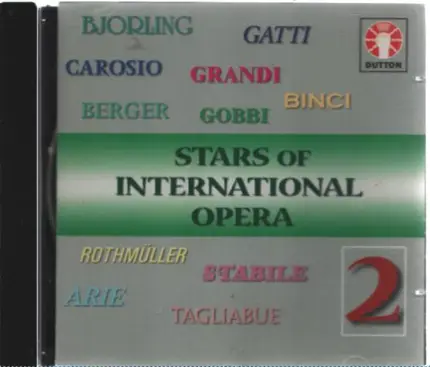 BJORLING
GATTI
DUTTON
CAROSIO
GRANDI
BERGER
GOBBI
BINCI
STARS OF
INTERNATIONAL
OPERA
ROTHMÜLLER
STABILE
2
ARIE
TAGLIABUE